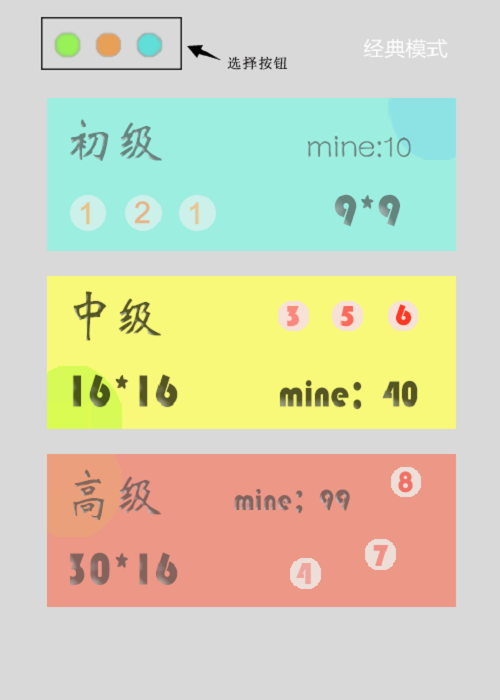 经典模式
选择按钮
初级 mine:10
1 2 1 9*9
中级 3 5 6
16*16 mine: 40
高级 mine; 99 8
30*16 4 7